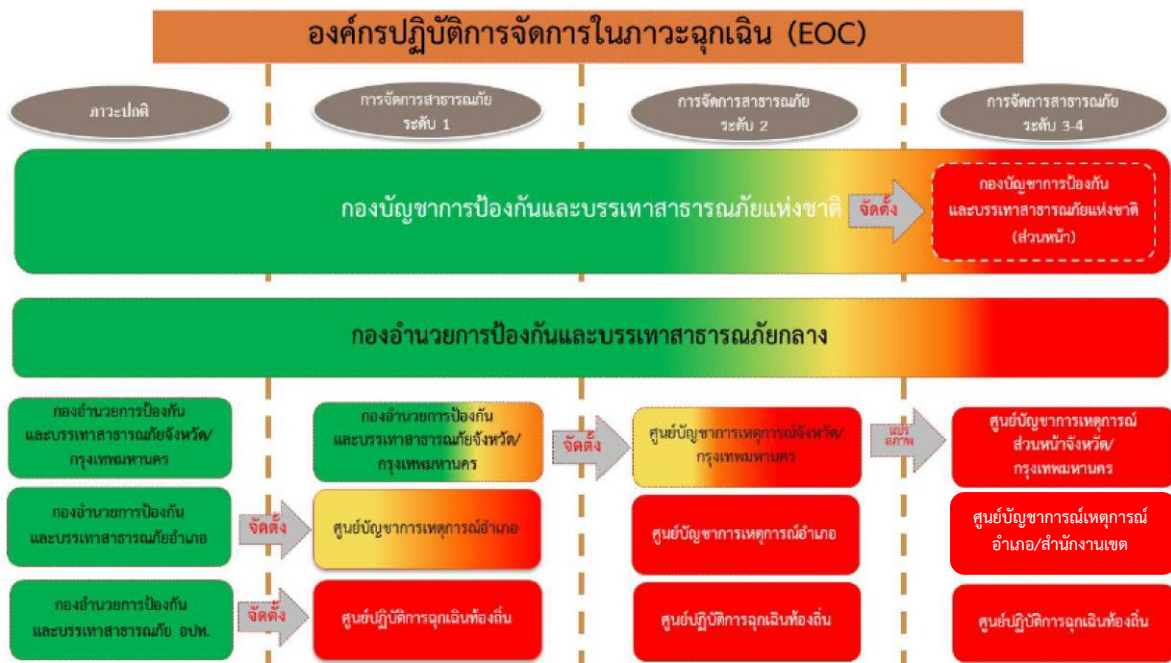 องค์กรปฏิบัติการจัดการในภาวะฉุกเฉิน (EOC)
ภาวะปกติ
การจัดการสาธารณภัย
ระดับ 1
การจัดการสาธารณภัย
ระดับ 2
การจัดการสาธารณภัย
ระดับ 3-4
กองบัญชาการป้องกันและบรรเทาสาธารณภัยแห่งชาติ
จัดตั้ง
กองบัญชาการป้องกัน
และบรรเทาสาธารณภัยแห่งชาติ
(ส่วนหน้า)
กองอำนวยการป้องกันและบรรเทาสาธารณภัยกลาง
กองอำนวยการป้องกัน
และบรรเทาสาธารณภัยจังหวัด/
กรุงเทพมหานคร
กองอำนวยการป้องกัน
และบรรเทาสาธารณภัยจังหวัด/
กรุงเทพมหานคร
จัดตั้ง
ศูนย์บัญชาการเหตุการณ์จังหวัด/
กรุงเทพมหานคร
แปร
สภาพ
ศูนย์บัญชาการเหตุการณ์
ส่วนหน้าจังหวัด/
กรุงเทพมหานคร
กองอำนวยการป้องกัน
และบรรเทาสาธารณภัยอำเภอ
จัดตั้ง
ศูนย์บัญชาการเหตุการณ์อำเภอ
ศูนย์บัญชาการเหตุการณ์อำเภอ
ศูนย์บัญชาการณ์เหตุการณ์
อำเภอ/สำนักงานเขต
กองอำนวยการป้องกัน
และบรรเทาสาธารณภัย อปท.
จัดตั้ง
ศูนย์ปฏิบัติการฉุกเฉินท้องถิ่น
ศูนย์ปฏิบัติการฉุกเฉินท้องถิ่น
ศูนย์ปฏิบัติการฉุกเฉินท้องถิ่น